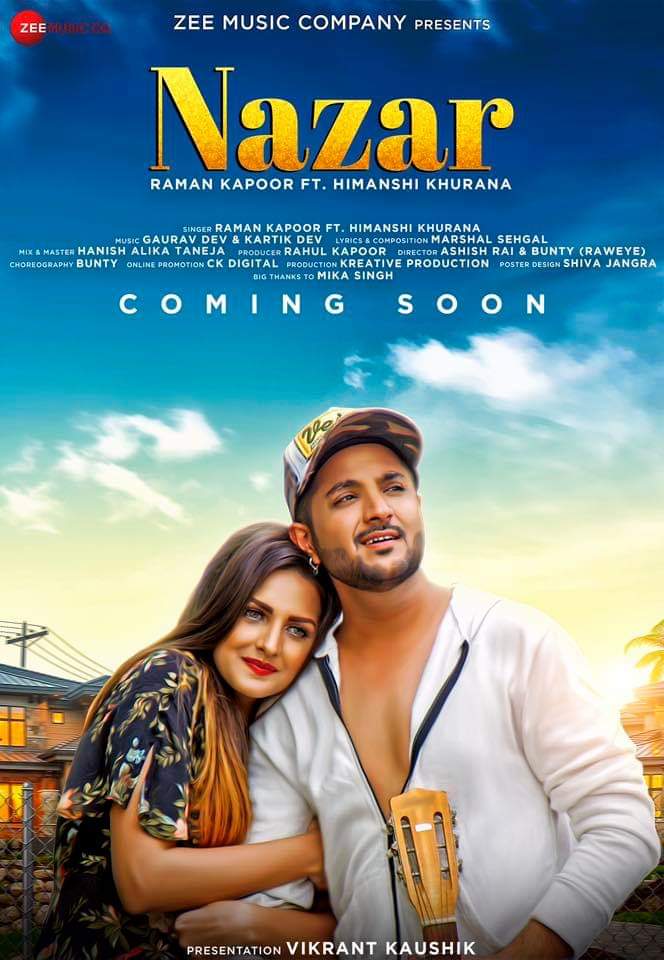 ZEE MUSIC CO.
ZEE MUSIC COMPANY PRESENTS
Nazar
RAMAN KAPOOR FT. HIMANSHI KHURANA
SINGER RAMAN KAPOOR FT. HIMANSHI KHURANA
MUSIC GAURAV DEV & KARTIK DEV LYRICS & COMPOSITION MARSHAL SEHGAL
MIX & MASTER HANISH ALIKA TANEJA PRODUCER RAHUL KAPOOR DIRECTOR ASHISH RAI & BUNTY (RAWEYE)
CHOREOGRAPHY BUNTY ONLINE PROMOTION CK DIGITAL PRODUCTION KREATIVE PRODUCTION POSTER DESIGN SHIVA JANGRA
BIG THANKS TO MIKA SINGH
COMING SOON
Ve
PRESENTATION VIKRANT KAUSHIK